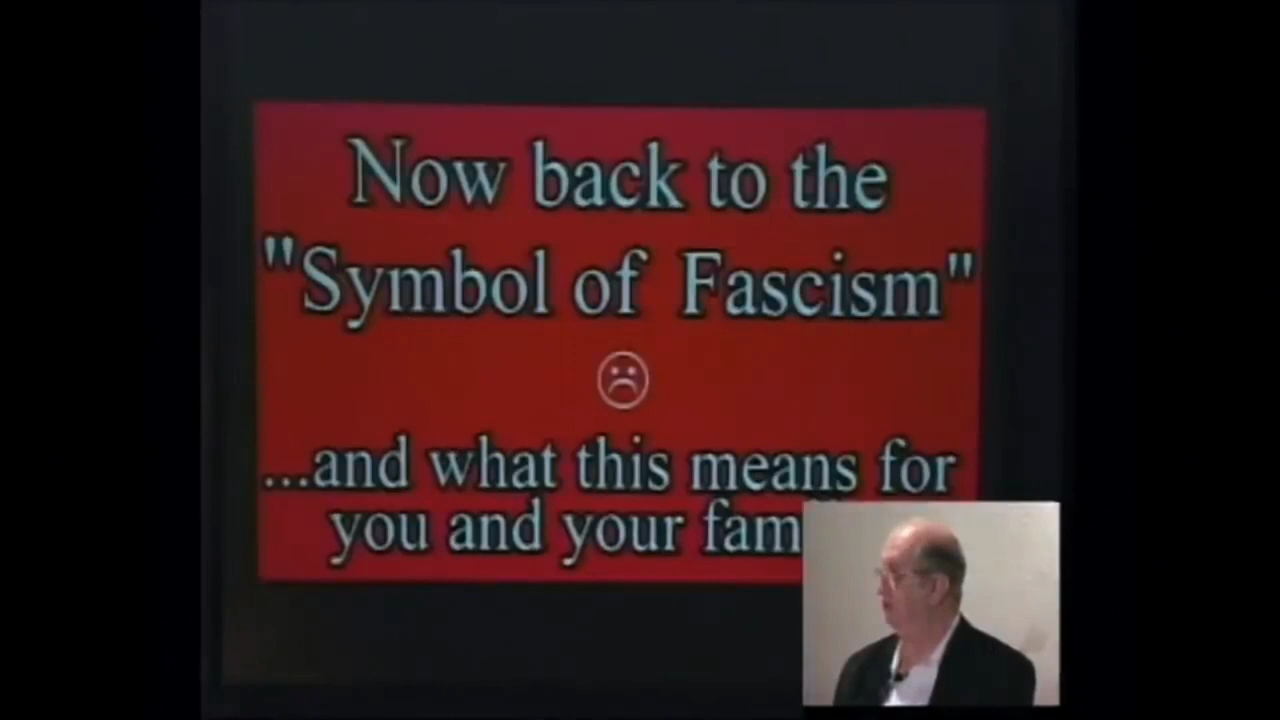 Now back to the
"Symbol of Fascism"
...and what this means for
you and your